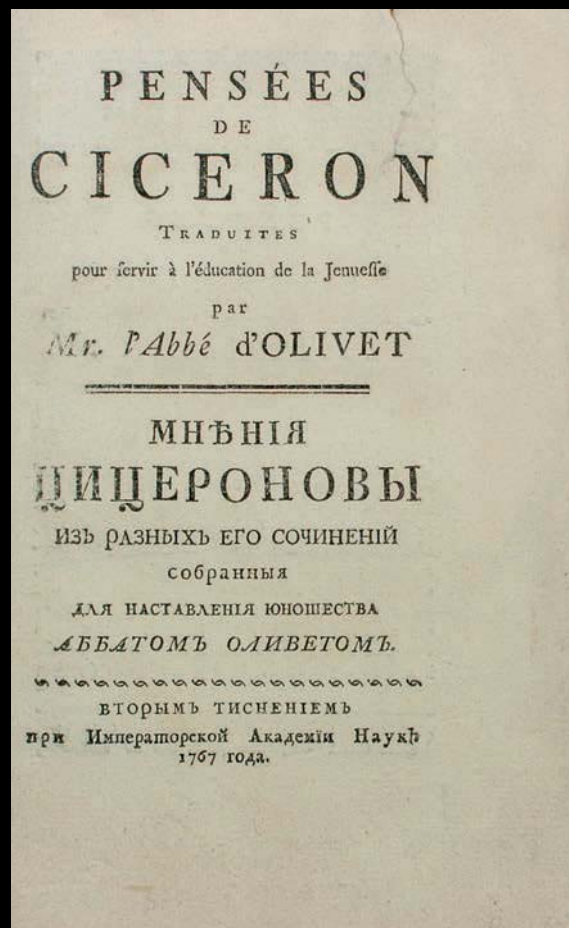 PENSÉES
DE
CICERON
TRADUITES
pour ſervir à l'éducation de la Jenueſſe
par
Mr. l'Abbé d'OLIVET
МНѢНІЯ
ЦИЦЕРОНОВЫ
ИЗЪ РАЗНЫХЪ ЕГО СОЧИНЕНІЙ
собранныя
ДЛЯ НАСТАВЛЕНІЯ ЮНОШЕСТВА
АББАТОМЪ ОЛИВЕТОМЪ.
ВТОРЫМЪ ТИСНЕНІЕМЪ
при Императорской Академіи Наукъ
1767 года.